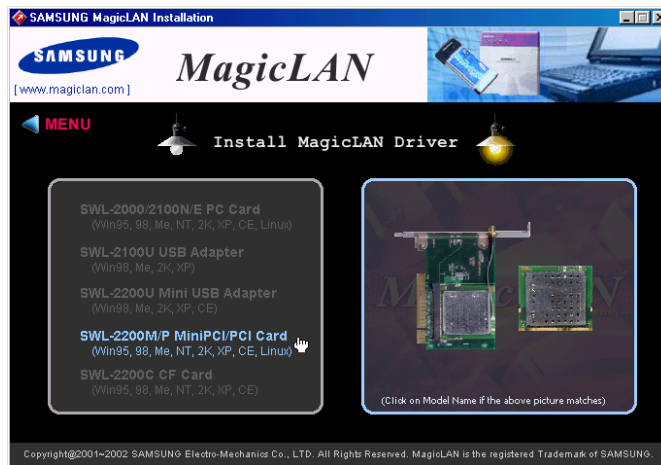 SAMSUNG MagicLAN Installation
SAMSUNG
MagicLAN
[www.magiclan.com]
MENU
Install MagicLAN Driver
SWL-2000/2100N/E PC Card
(Win95, 98, Me, NT, 2K, XP, CE, Linux)
SWL-2100U USB Adapter
(Win98, Me, 2K, XP)
SWL-2200U Mini USB Adapter
(Win98, Me, 2K, XP, CE)
SWL-2200M/P MiniPCI/PCI Card
(Win95, 98, Me, NT, 2K, XP, CE, Linux)
SWL-2200C CF Card
(Win95, 98, Me, NT, 2K, XP, CE)
(Click on Model Name if the above picture matches)
Copyright@2001~2002 SAMSUNG Electro-Mechanics Co., LTD. All Rights Reserved. MagicLAN is the registered Trademark of SAMSUNG.